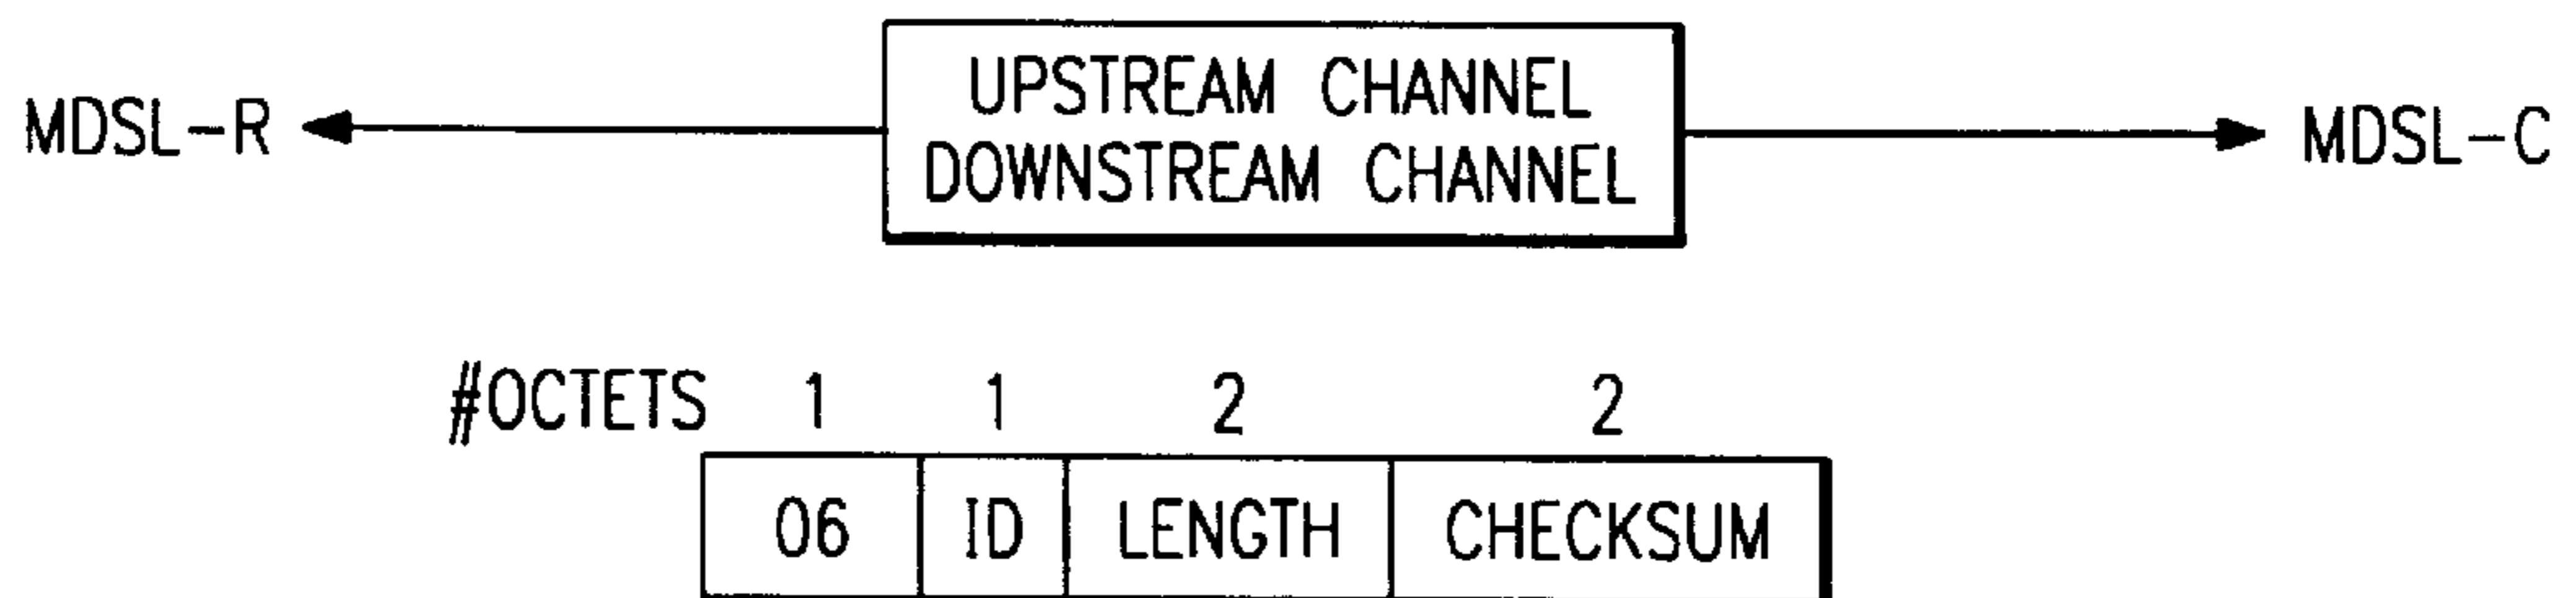 UPSTREAM CHANNEL
MDSL-R MDSL-C
DOWNSTREAM CHANNEL
#OCTETS 1 1 2 2
06 ID LENGTH CHECKSUM